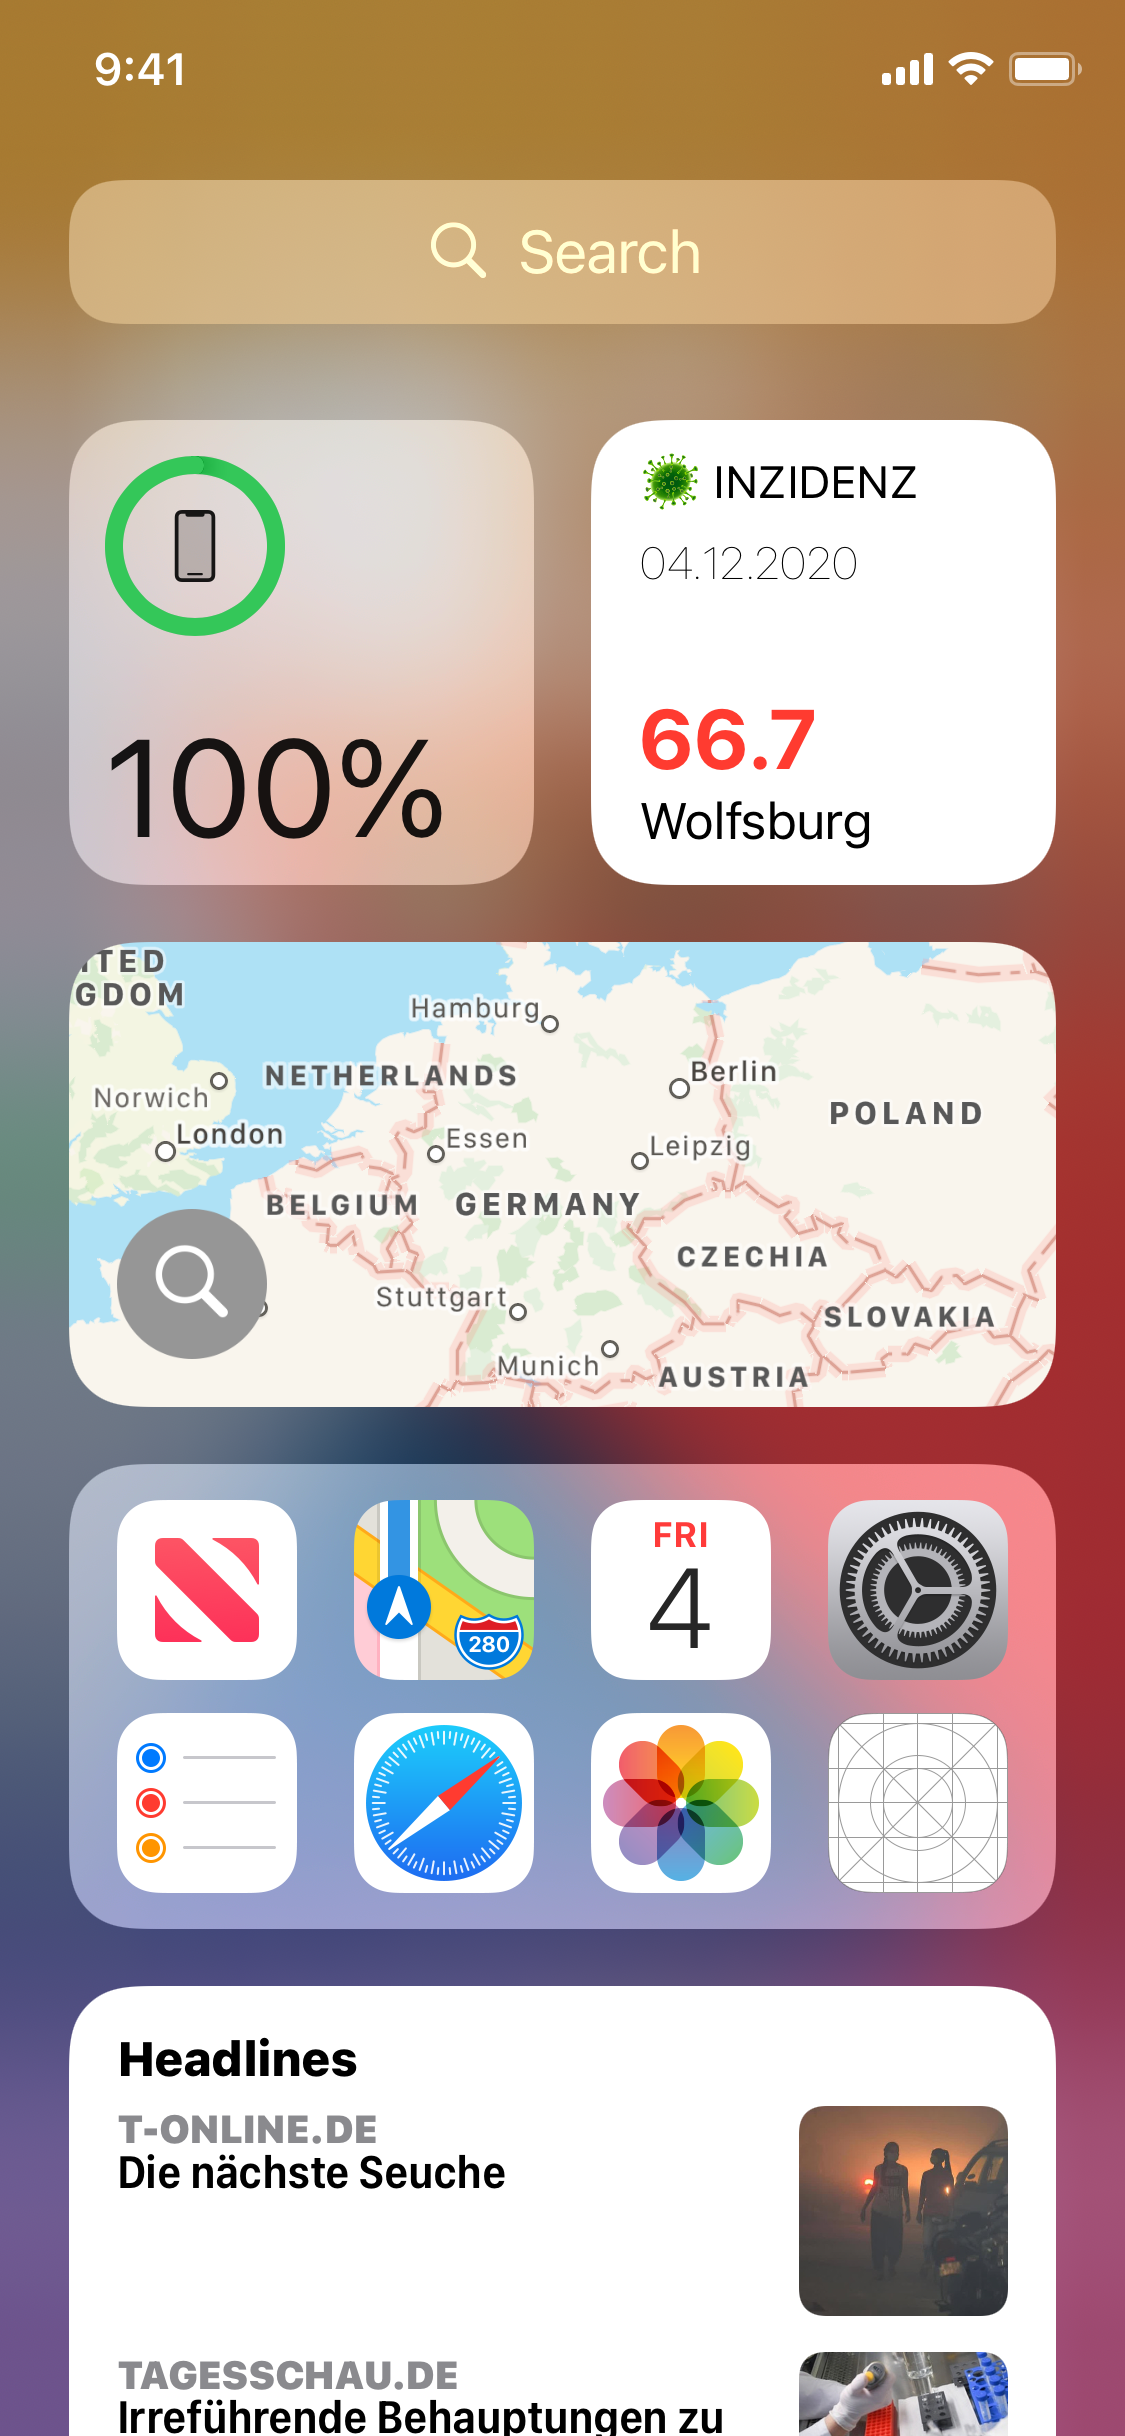 9:41
Search
100%
INZIDENZ
04.12.2020
66.7
Wolfsburg
ITED
GDOM
Hamburg
NETHERLANDS
Berlin
Norwich
POLAND
London
Essen
Leipzig
BELGIUM
GERMANY
CZECHIA
Stuttgart
SLOVAKIA
Munich
AUSTRIA
280
FRI
4
Headlines
T-ONLINE.DE
Die nächste Seuche
TAGESSCHAU.DE
Irreführende Behauptungen zu